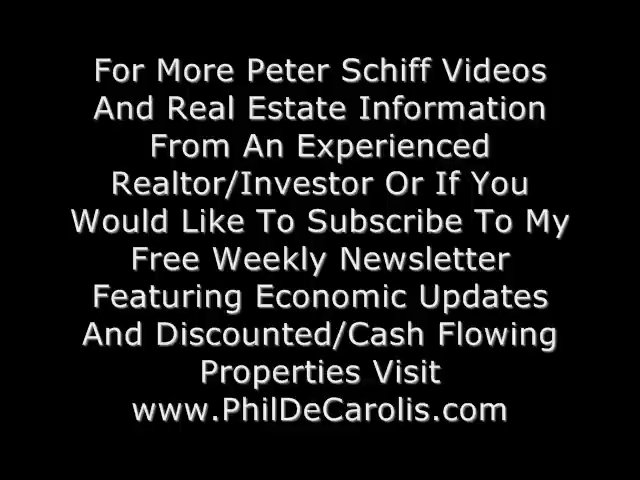 For More Peter Schiff Videos
And Real Estate Information
From An Experienced
Realtor/Investor Or If You
Would Like To Subscribe To My
Free Weekly Newsletter
Featuring Economic Updates
And Discounted/Cash Flowing
Properties Visit
www.PhilDeCarolis.com